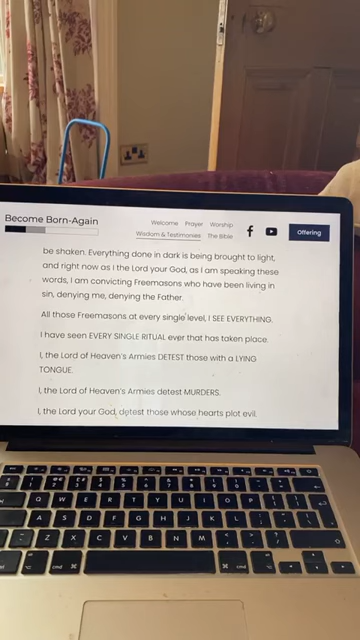 Become Born-Again
Welcome Prayer Worship
Wisdom & Testimonies The Bible
Offering
be shaken. Everything done in dark is being brought to light,
and right now as I the Lord your God, as I am speaking these
words, I am convicting Freemasons who have been living in
sin, denying me, denying the Father.
All those Freemasons at every single level, I SEE EVERYTHING.
I have seen EVERY SINGLE RITUAL ever that has taken place.
I, the Lord of Heaven's Armies DETEST those with a LYING
TONGUE.
I, the Lord of Heaven's Armies detest MURDERS.
I, the Lord your God, detest those whose hearts plot evil,
Q W E R T Y U I O P
A S D F G H J K L
Z X C V B N M
cmd cmd